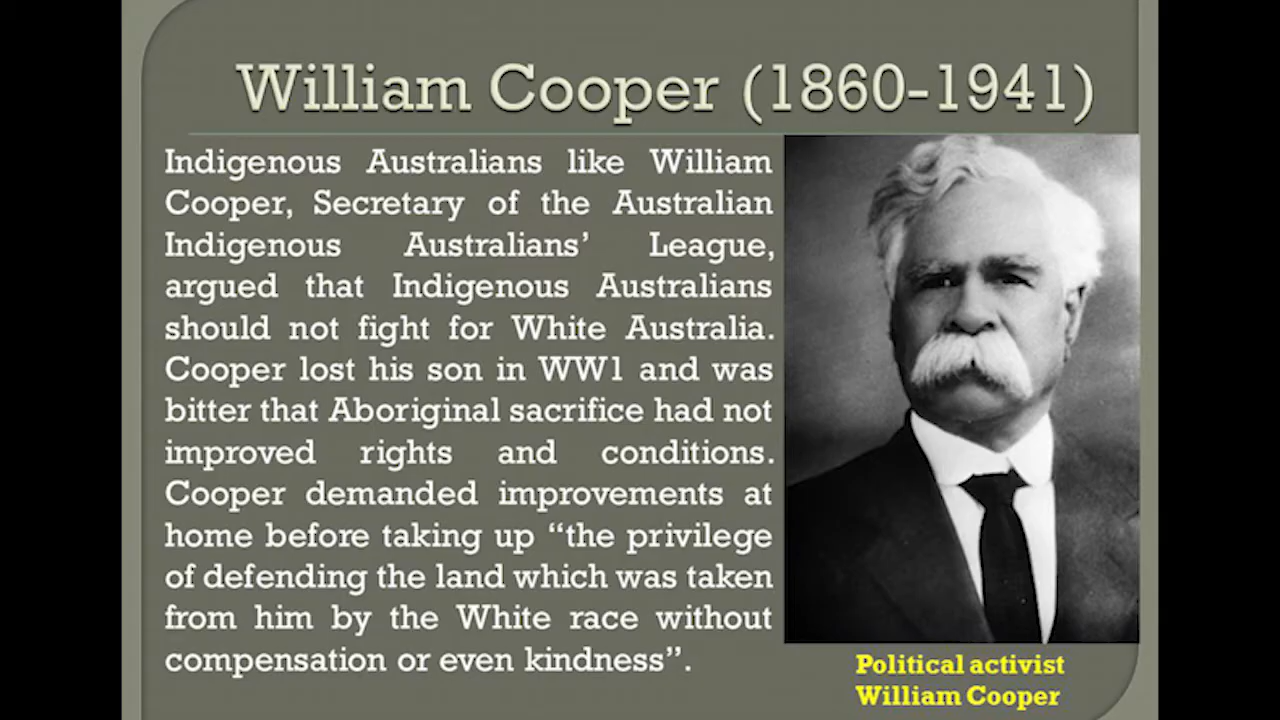 William Cooper (1860-1941)
Indigenous Australians like William
Cooper, Secretary of the Australian
Indigenous Australians’ League,
argued that Indigenous Australians
should not fight for White Australia.
Cooper lost his son in WW1 and was
bitter that Aboriginal sacrifice had not
improved rights and conditions.
Cooper demanded improvements at
home before taking up “the privilege
of defending the land which was taken
from him by the White race without
compensation or even kindness”.
Political activist
William Cooper